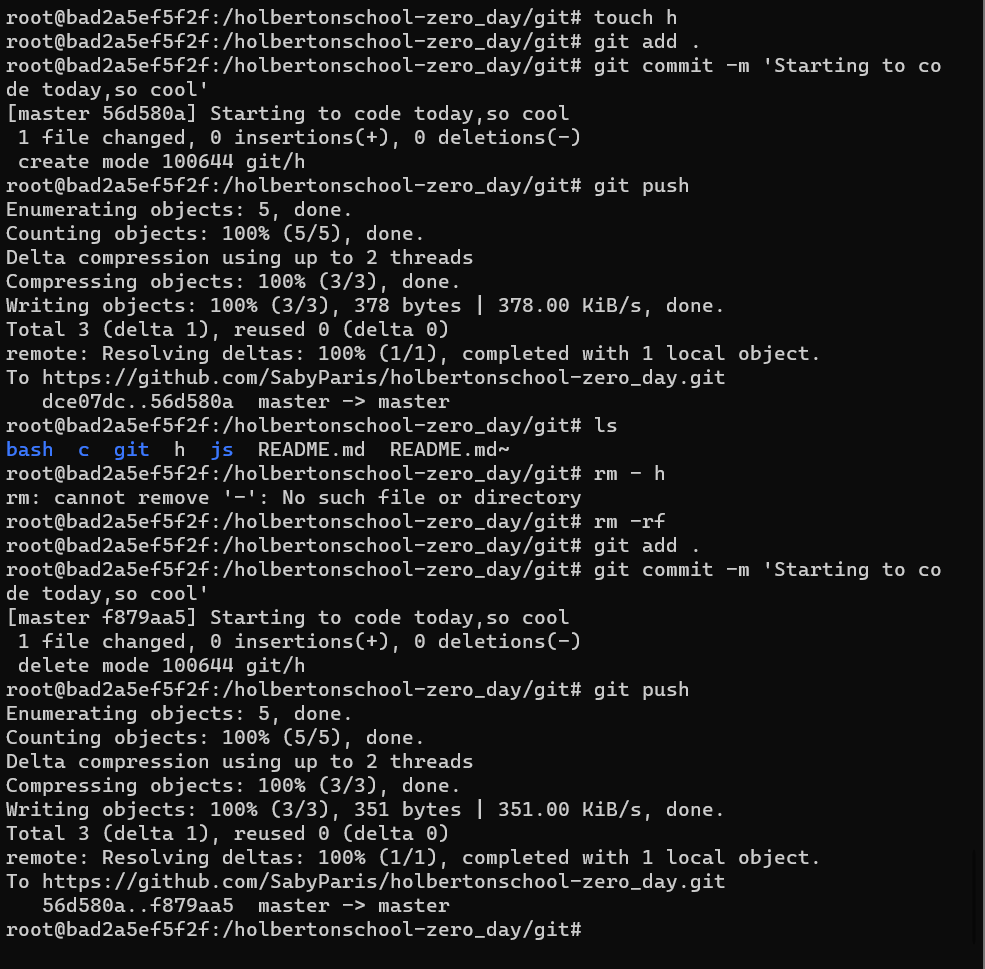 root@bad2a5ef5f2f:/holbertonschool-zero_day/git# touch h
root@bad2a5ef5f2f:/holbertonschool-zero_day/git# git add .
root@bad2a5ef5f2f:/holbertonschool-zero_day/git# git commit -m 'Starting to co
de today,so cool'
[master 56d580a] Starting to code today,so cool
 1 file changed, 0 insertions(+), 0 deletions(-)
 create mode 100644 git/h
root@bad2a5ef5f2f:/holbertonschool-zero_day/git# git push
Enumerating objects: 5, done.
Counting objects: 100% (5/5), done.
Delta compression using up to 2 threads
Compressing objects: 100% (3/3), done.
Writing objects: 100% (3/3), 378 bytes | 378.00 KiB/s, done.
Total 3 (delta 1), reused 0 (delta 0)
remote: Resolving deltas: 100% (1/1), completed with 1 local object.
To https://github.com/SabyParis/holbertonschool-zero_day.git
   dce07dc..56d580a  master -> master
root@bad2a5ef5f2f:/holbertonschool-zero_day/git# ls
bash  c  git  h  js  README.md  README.md~
root@bad2a5ef5f2f:/holbertonschool-zero_day/git# rm - h
rm: cannot remove '-': No such file or directory
root@bad2a5ef5f2f:/holbertonschool-zero_day/git# rm -rf
root@bad2a5ef5f2f:/holbertonschool-zero_day/git# git add .
root@bad2a5ef5f2f:/holbertonschool-zero_day/git# git commit -m 'Starting to co
de today,so cool'
[master f879aa5] Starting to code today,so cool
 1 file changed, 0 insertions(+), 0 deletions(-)
 delete mode 100644 git/h
root@bad2a5ef5f2f:/holbertonschool-zero_day/git# git push
Enumerating objects: 5, done.
Counting objects: 100% (5/5), done.
Delta compression using up to 2 threads
Compressing objects: 100% (3/3), done.
Writing objects: 100% (3/3), 351 bytes | 351.00 KiB/s, done.
Total 3 (delta 1), reused 0 (delta 0)
remote: Resolving deltas: 100% (1/1), completed with 1 local object.
To https://github.com/SabyParis/holbertonschool-zero_day.git
   56d580a..f879aa5  master -> master
root@bad2a5ef5f2f:/holbertonschool-zero_day/git#